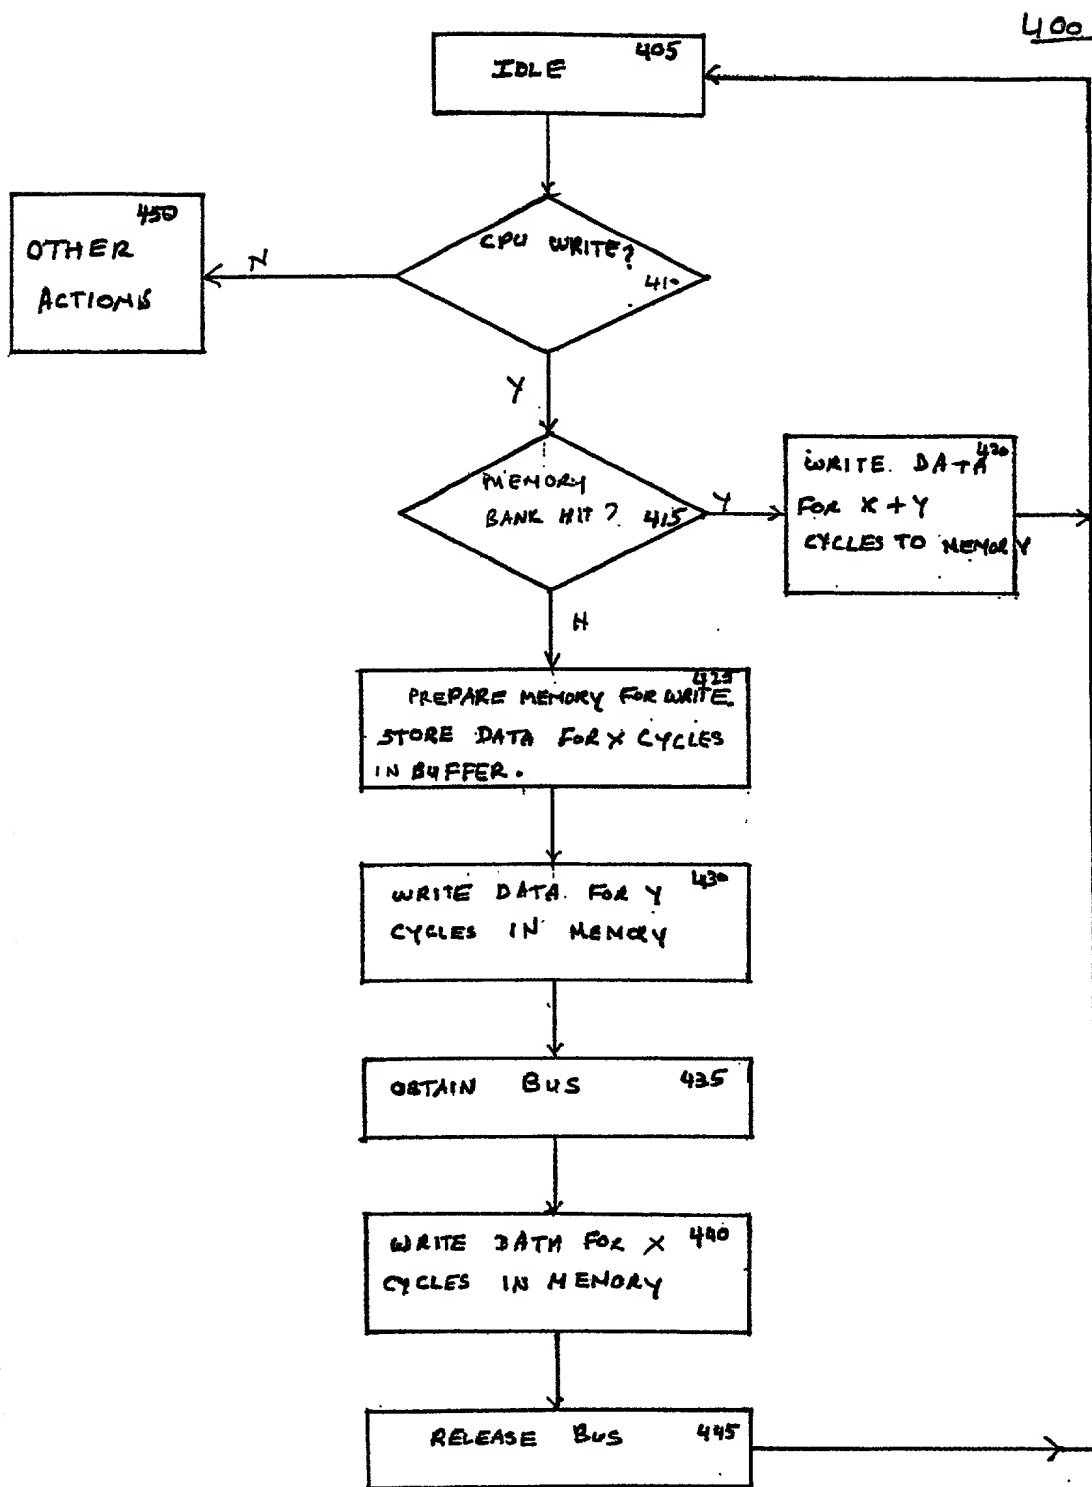 400
IDLE 405
CPU WRITE?
410
450
OTHER
ACTIONS
N
Y
MEMORY
BANK HIT? 415
Y
420
WRITE DATA
FOR X + Y
CYCLES TO MEMORY
N
425
PREPARE MEMORY FOR WRITE.
STORE DATA FOR X CYCLES
IN BUFFER.
WRITE DATA FOR Y 430
CYCLES IN MEMORY
OBTAIN BUS 435
WRITE DATA FOR X 440
CYCLES IN MEMORY
RELEASE BUS 445